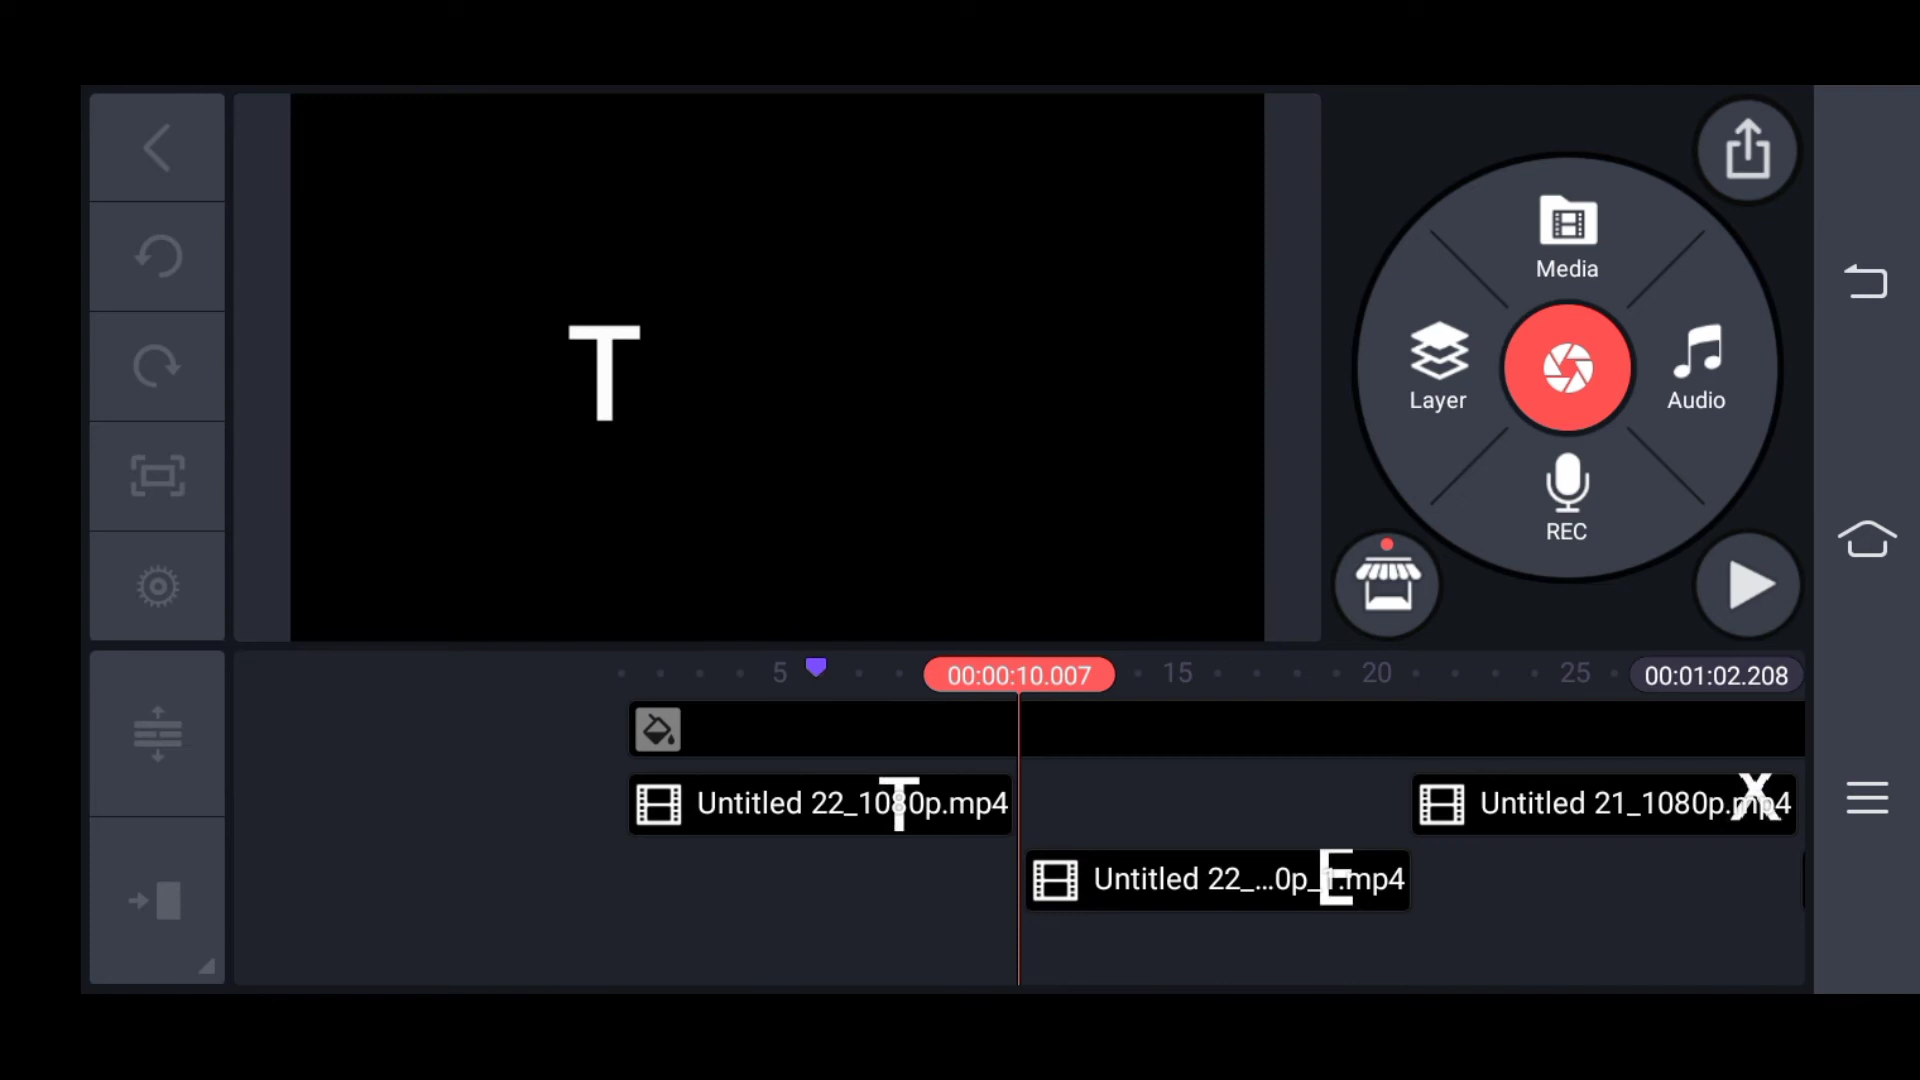 Media
T
Layer
Audio
REC
5
00:00:10.007
15
20
25
00:01:02.208
Untitled 22_1080p.mp4
T
Untitled 21_1080p.mp4
X
Untitled 22_...0p_1.mp4
E